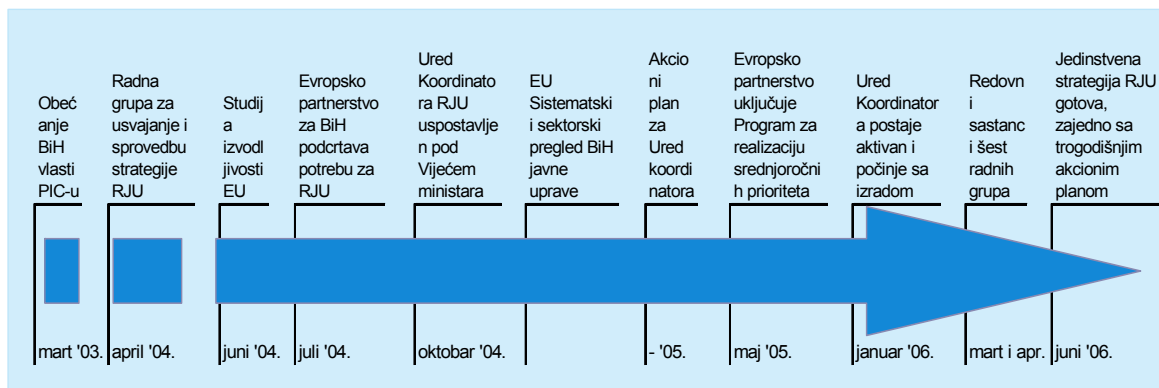 Obeć
anje
BiH
vlasti
PIC-u
Radna
grupa za
usvajanje i
sprovedbu
strategije
RJU
Studij
a
izvodl
jivosti
EU
Evropsko
partnerstvo
za BiH
podcrtava
potrebu za
RJU
Ured
Koordinato
ra RJU
uspostavlje
n pod
Vijećem
ministara
EU
Sistematski
i sektorski
pregled BiH
javne
uprave
Akcio
ni
plan
za
Ured
koordi
natora
Evropsko
partnerstvo
uključuje
Program za
realizaciju
srednjoročni
h prioriteta
Ured
Koordinator
a postaje
aktivan i
počinje sa
izradom
Redovn
i
sastanc
i šest
radnih
grupa
Jedinstvena
strategija RJU
gotova,
zajedno sa
trogodišnjim
akcionim
planom
mart '03.
april '04.
juni '04.
juli '04.
oktobar '04.
- '05.
maj '05.
januar '06.
mart i apr.
juni '06.